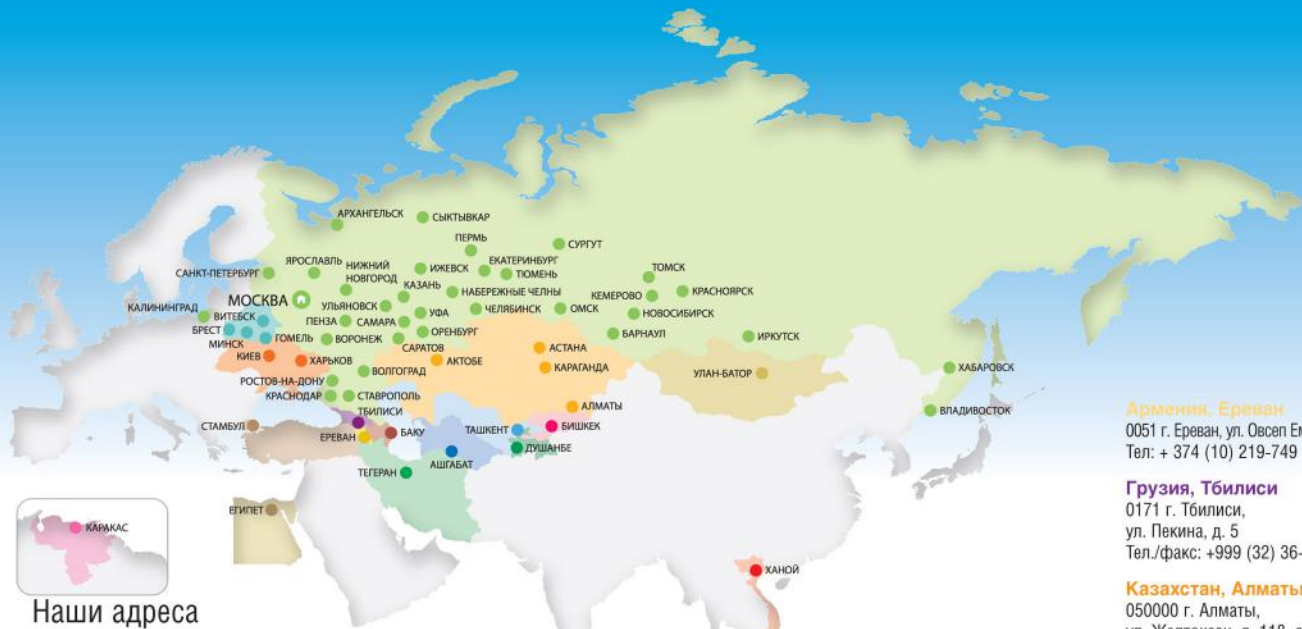 АРХАНГЕЛЬСК
СЫКТЫВКАР
ПЕРМЬ
СУРГУТ
САНКТ-ПЕТЕРБУРГ
ЯРОСЛАВЛЬ
НИЖНИЙ
НОВГОРОД
ИЖЕВСК
ЕКАТЕРИНБУРГ
ТЮМЕНЬ
ТОМСК
КАЗАНЬ
НАБЕРЕЖНЫЕ ЧЕЛНЫ
КЕМЕРОВО
КРАСНОЯРСК
МОСКВА
КАЛИНИНГРАД
ВИТЕБСК
УЛЬЯНОВСК
УФА
ЧЕЛЯБИНСК
ОМСК
НОВОСИБИРСК
БРЕСТ
ПЕНЗА
САМАРА
МИНСК
ГОМЕЛЬ
ВОРОНЕЖ
ОРЕНБУРГ
БАРНАУЛ
ИРКУТСК
САРАТОВ
КИЕВ
ХАРЬКОВ
АКТОБЕ
АСТАНА
КАРАГАНДА
ВОЛГОГРАД
УЛАН-БАТОР
ХАБАРОВСК
РОСТОВ-НА-ДОНУ
КРАСНОДАР
СТАВРОПОЛЬ
АЛМАТЫ
ВЛАДИВОСТОК
ТБИЛИСИ
СТАМБУЛ
ЕРЕВАН
БАКУ
ТАШКЕНТ
БИШКЕК
ДУШАНБЕ
АШГАБАТ
ТЕГЕРАН
ЕГИПЕТ
КАРАКАС
ХАНОЙ
Наши адреса
Армения, Ереван
0051 г. Ереван, ул. Овсеп Ем
Тел: + 374 (10) 219-749
Грузия, Тбилиси
0171 г. Тбилиси,
ул. Пекина, д. 5
Тел./факс: +999 (32) 36-
Казахстан, Алматы
050000 г. Алматы,